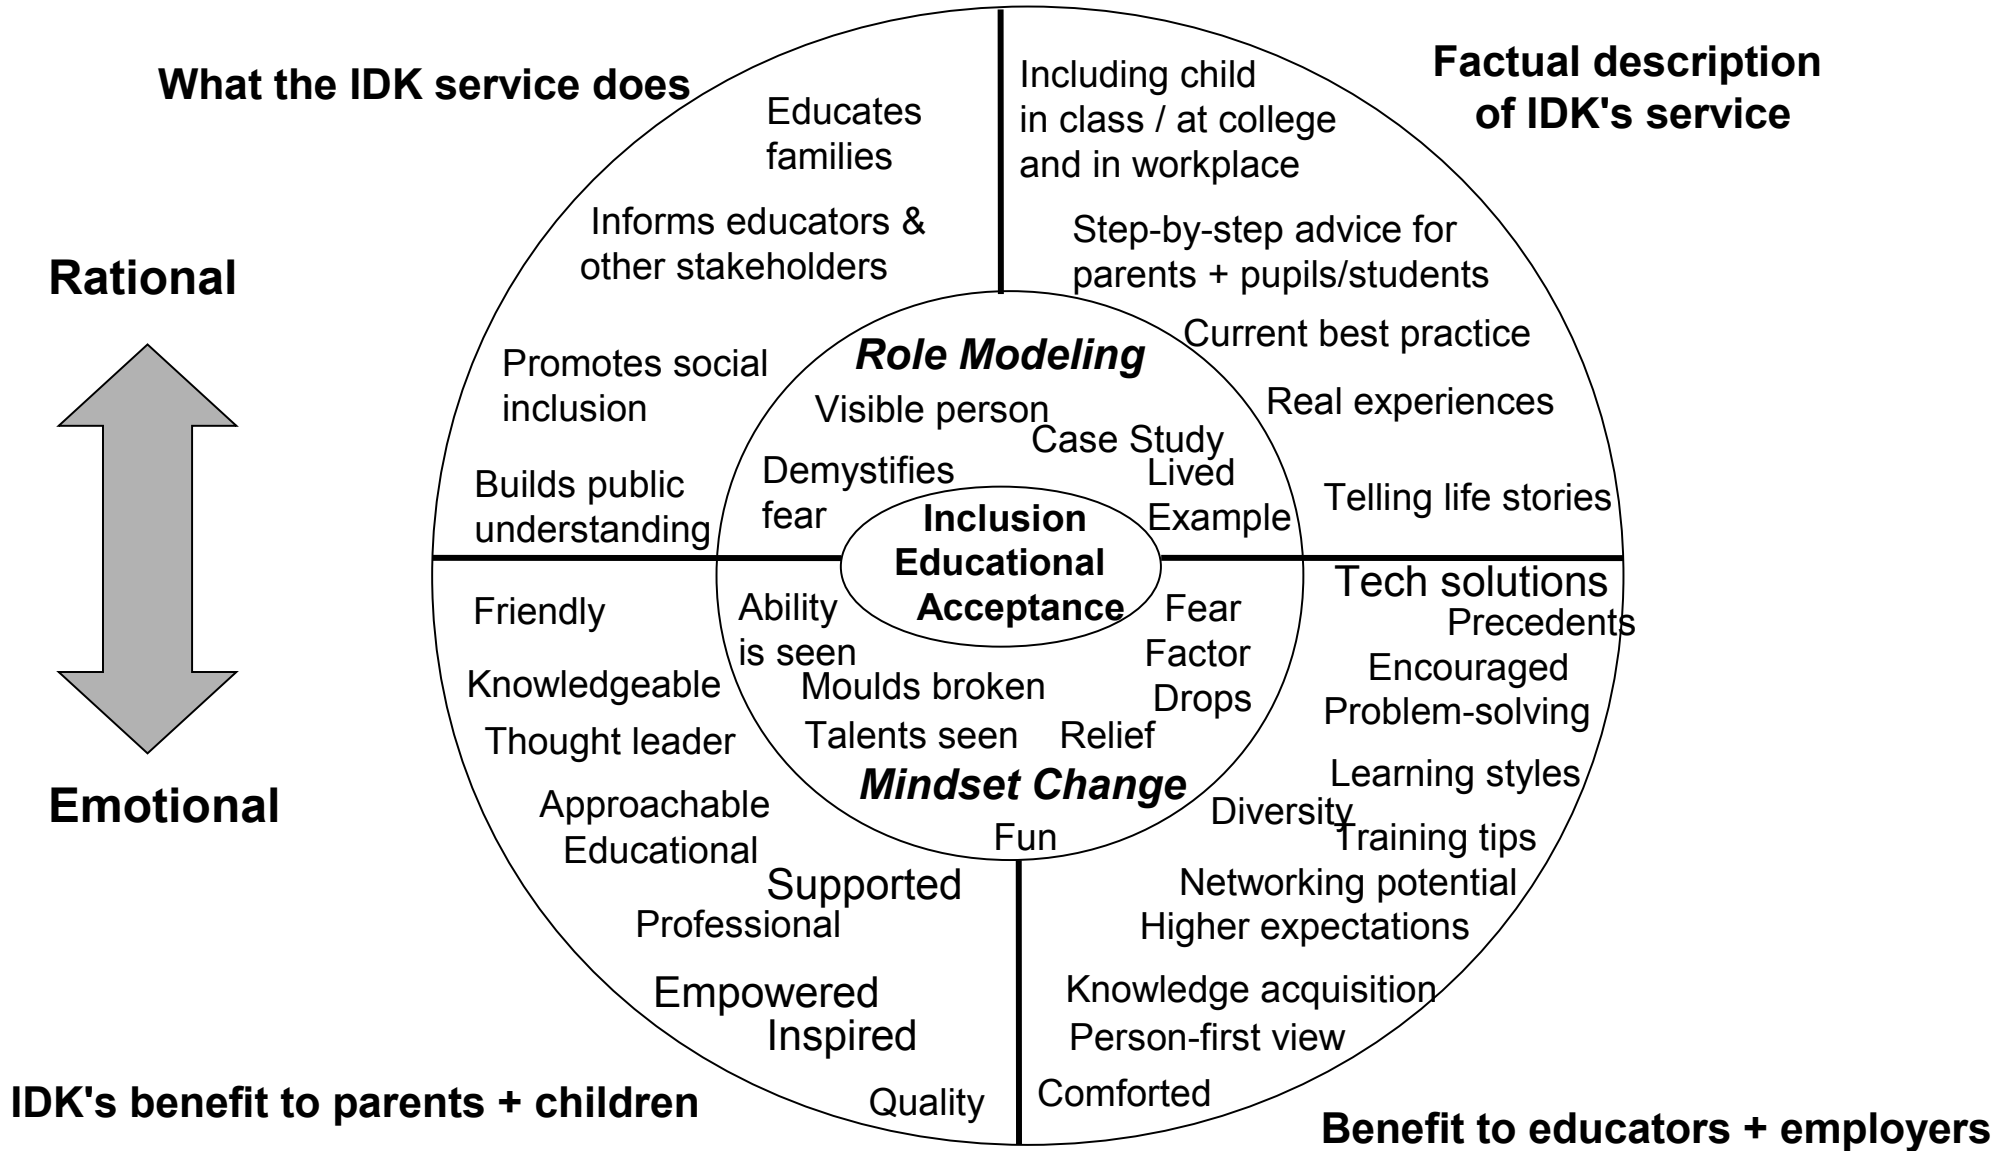 What the IDK service does
Factual description
of IDK's service
Rational
Emotional
Educates
families
Informs educators &
other stakeholders
Promotes social
inclusion
Builds public
understanding
Including child
in class / at college
and in workplace
Step-by-step advice for
parents + pupils/students
Current best practice
Real experiences
Telling life stories
Role Modeling
Visible person
Case Study
Demystifies
fear
Lived
Example
Inclusion
Educational
Acceptance
Ability
is seen
Moulds broken
Talents seen
Relief
Fear
Factor
Drops
Mindset Change
Fun
Friendly
Knowledgeable
Thought leader
Approachable
Educational
Supported
Professional
Empowered
Inspired
Quality
Tech solutions
Precedents
Encouraged
Problem-solving
Learning styles
Diversity
Training tips
Networking potential
Higher expectations
Knowledge acquisition
Person-first view
Comforted
IDK's benefit to parents + children
Benefit to educators + employers